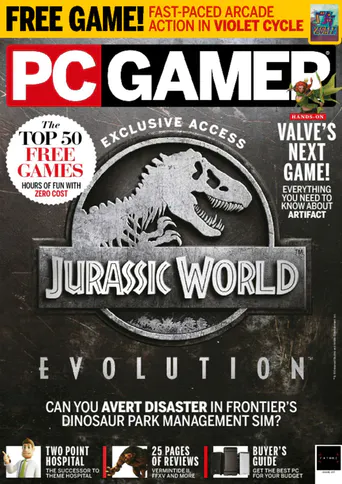 FREE GAME! FAST-PACED ARCADE
ACTION IN VIOLET CYCLE
PC GAMER
HANDS-ON
VALVE'S
NEXT
GAME!
EVERYTHING
YOU NEED TO
KNOW ABOUT
ARTIFACT
The
TOP 50
FREE
GAMES
HOURS OF FUN WITH
ZERO COST
EXCLUSIVE ACCESS
JURASSIC WORLD
TM
EVOLUTION
CAN YOU AVERT DISASTER IN FRONTIER'S
DINOSAUR PARK MANAGEMENT SIM?
TWO POINT
HOSPITAL
THE SUCCESSOR TO
THEME HOSPITAL
25 PAGES
OF REVIEWS
VERMINTIDE II,
FFXV AND MORE
BUYER'S
GUIDE
GET THE BEST PC
FOR YOUR BUDGET